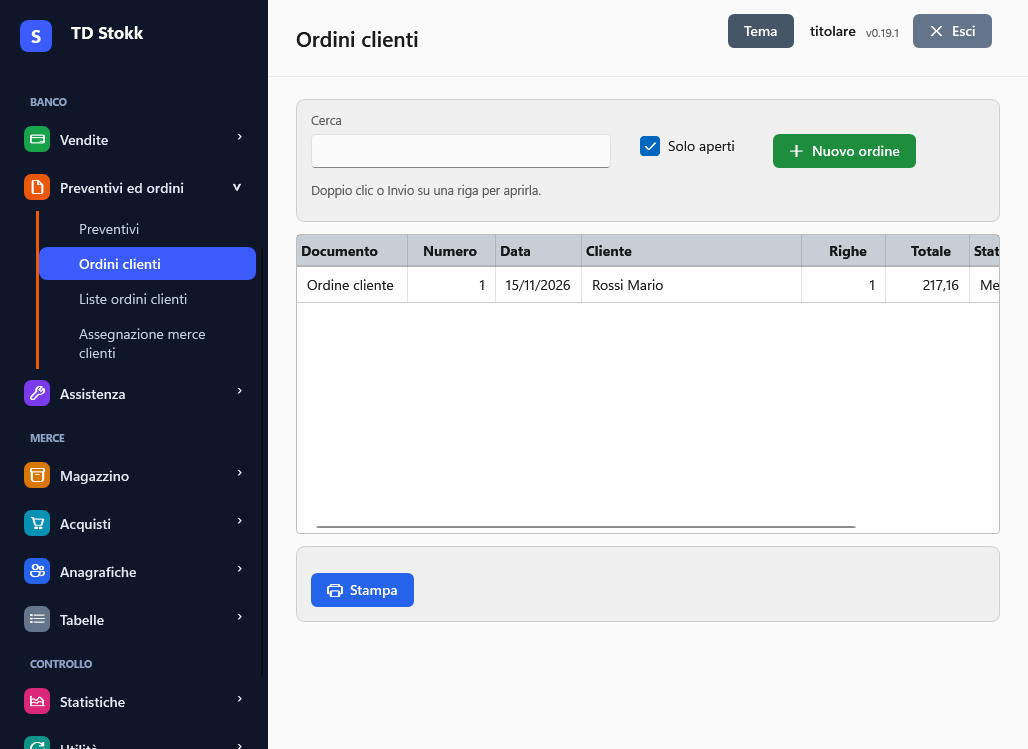 S
TD Stokk
Ordini clienti
Tema
titolare
v0.19.1
Esci
BANCO
Vendite
Preventivi ed ordini
Preventivi
Ordini clienti
Liste ordini clienti
Assegnazione merce
clienti
Assistenza
MERCE
Magazzino
Acquisti
Anagrafiche
Tabelle
CONTROLLO
Statistiche
Utilità
Cerca
Solo aperti
Nuovo ordine
Doppio clic o Invio su una riga per aprirla.
Documento Numero Data Cliente Righe Totale Stat
Ordine cliente 1 15/11/2026 Rossi Mario 1 217,16 Me
Stampa